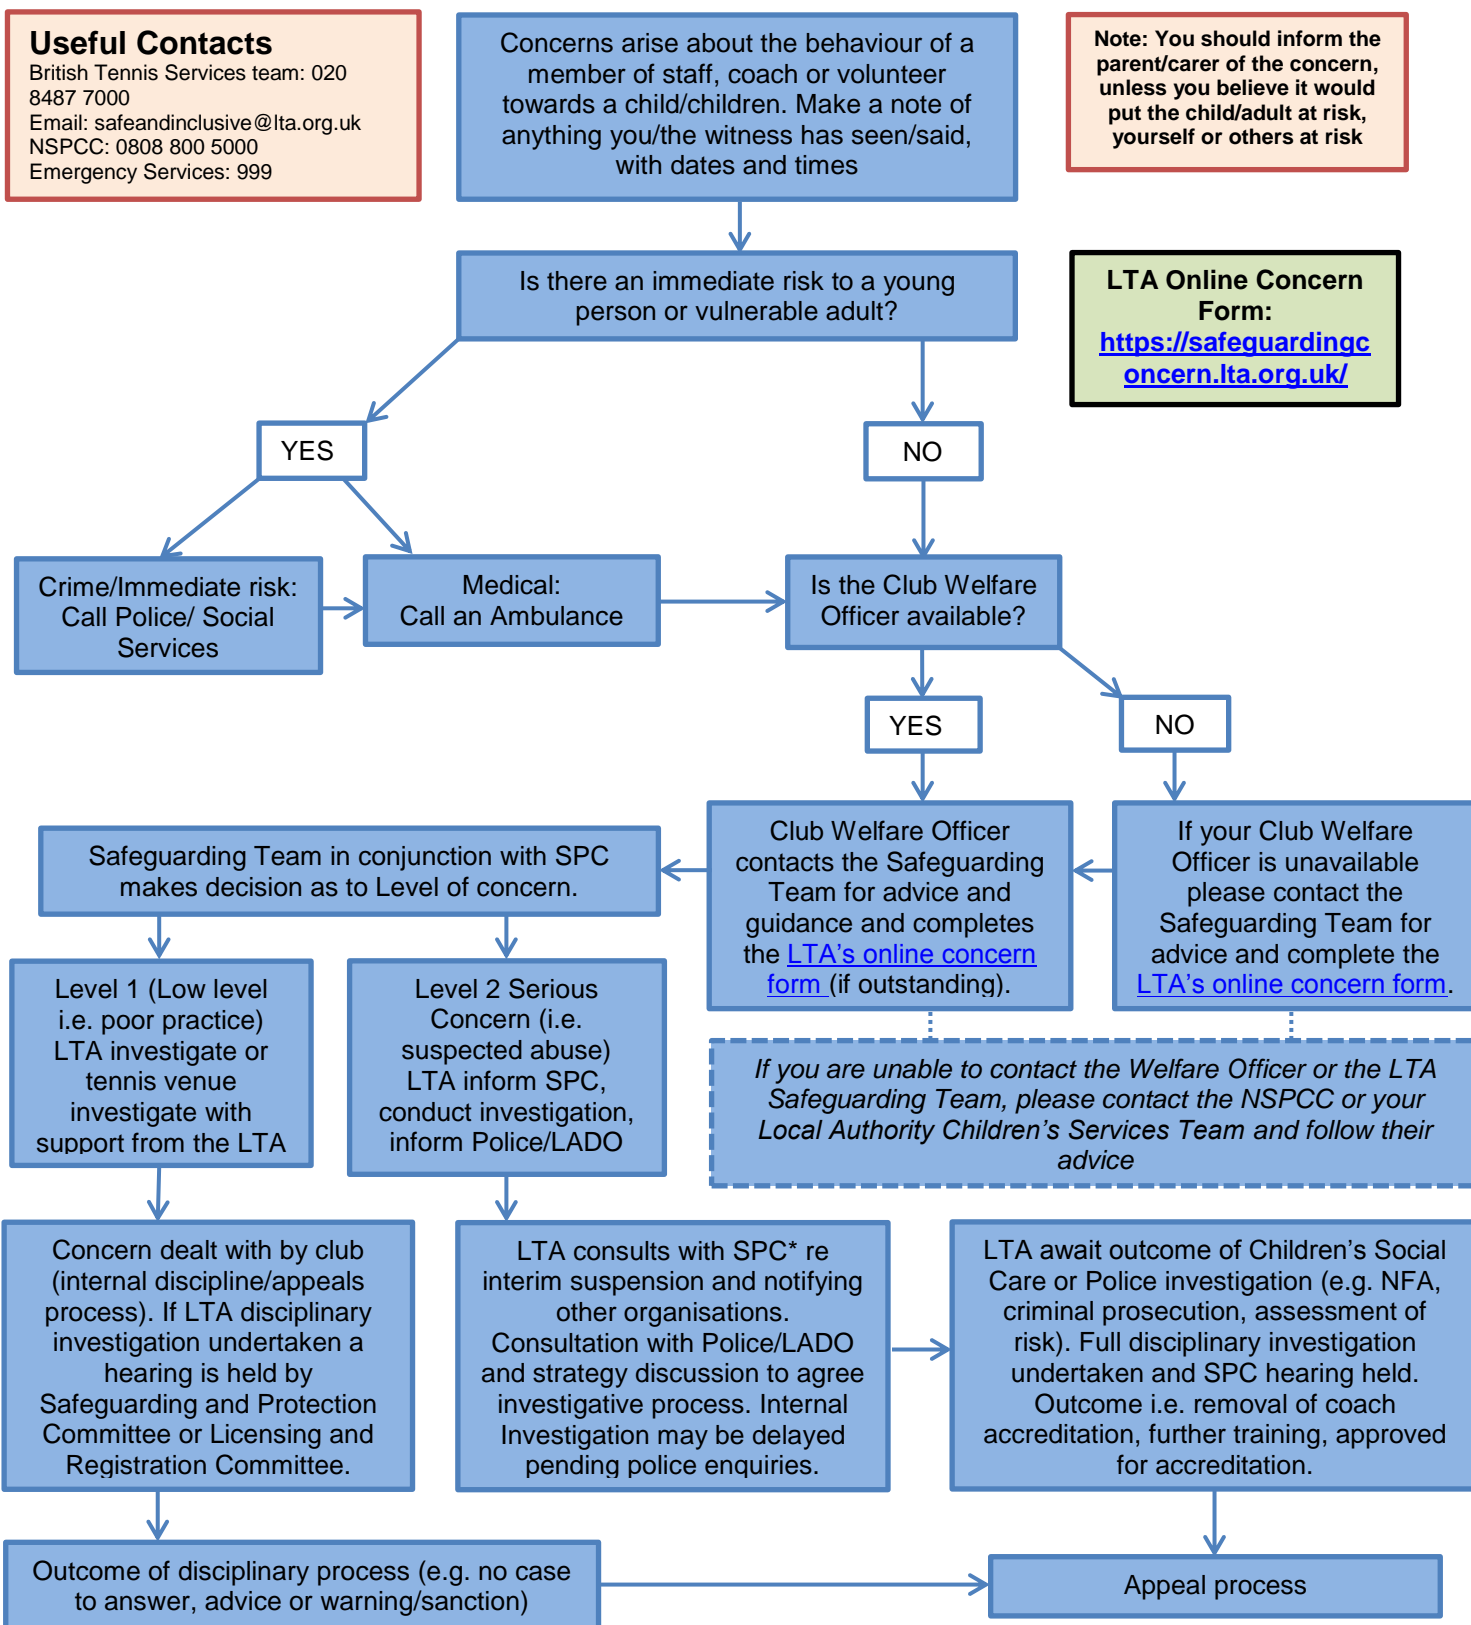 Useful Contacts
British Tennis Services team: 020
8487 7000
Email: safeandinclusive@lta.org.uk
NSPCC: 0808 800 5000
Emergency Services: 999
Concerns arise about the behaviour of a
member of staff, coach or volunteer
towards a child/children. Make a note of
anything you/the witness has seen/said,
with dates and times
Note: You should inform the
parent/carer of the concern,
unless you believe it would
put the child/adult at risk,
yourself or others at risk
Is there an immediate risk to a young
person or vulnerable adult?
LTA Online Concern
Form:
https://safeguardingc
oncern.lta.org.uk/
YES
NO
Crime/Immediate risk:
Call Police/ Social
Services
Medical:
Call an Ambulance
Is the Club Welfare
Officer available?
YES
NO
Safeguarding Team in conjunction with SPC
makes decision as to Level of concern.
Club Welfare Officer
contacts the Safeguarding
Team for advice and
guidance and completes
the LTA's online concern
form (if outstanding).
If your Club Welfare
Officer is unavailable
please contact the
Safeguarding Team for
advice and complete the
LTA's online concern form.
Level 1 (Low level
i.e. poor practice)
LTA investigate or
tennis venue
investigate with
support from the LTA
Level 2 Serious
Concern (i.e.
suspected abuse)
LTA inform SPC,
conduct investigation,
inform Police/LADO
If you are unable to contact the Welfare Officer or the LTA
Safeguarding Team, please contact the NSPCC or your
Local Authority Children's Services Team and follow their
advice
Concern dealt with by club
(internal discipline/appeals
process). If LTA disciplinary
investigation undertaken a
hearing is held by
Safeguarding and Protection
Committee or Licensing and
Registration Committee.
LTA consults with SPC* re
interim suspension and notifying
other organisations.
Consultation with Police/LADO
and strategy discussion to agree
investigative process. Internal
Investigation may be delayed
pending police enquiries.
LTA await outcome of Children's Social
Care or Police investigation (e.g. NFA,
criminal prosecution, assessment of
risk). Full disciplinary investigation
undertaken and SPC hearing held.
Outcome i.e. removal of coach
accreditation, further training, approved
for accreditation.
Outcome of disciplinary process (e.g. no case
to answer, advice or warning/sanction)
Appeal process